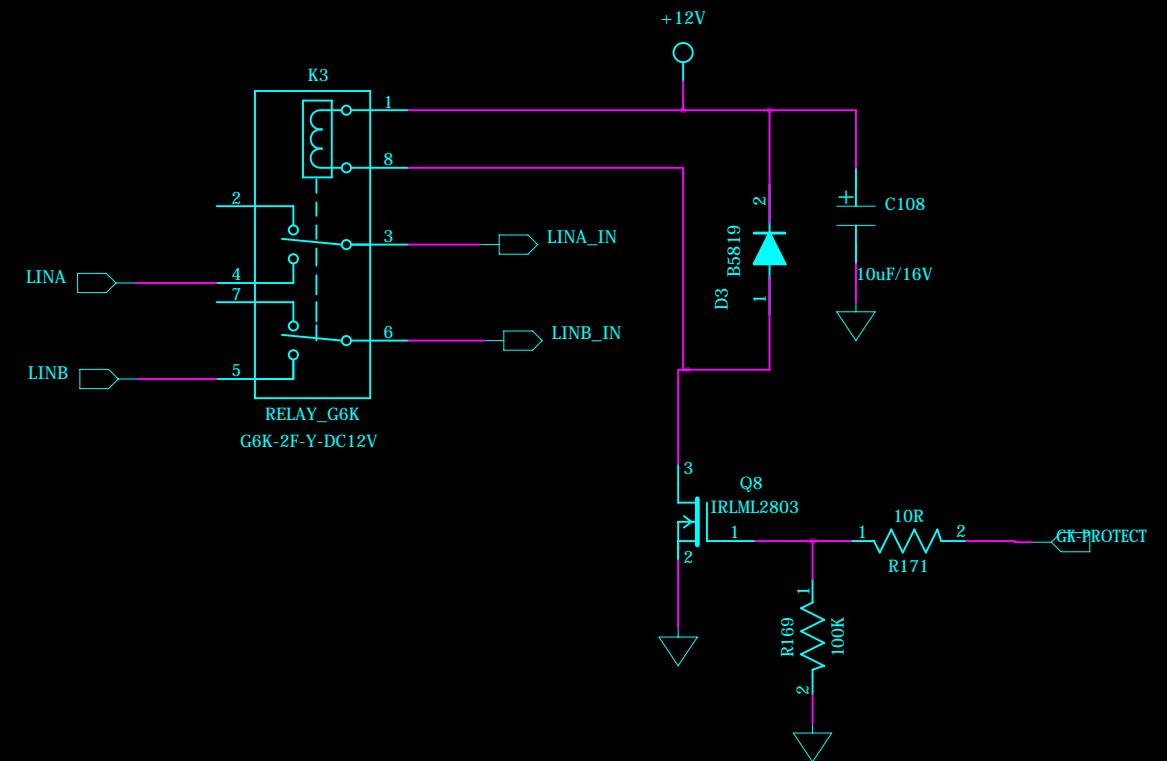 +12V
K3
1
8
2
3
LINA_IN
LINA
4
7
6
LINB_IN
LINB
5
RELAY_G6K
G6K-2F-Y-DC12V
2
B5819
D3
1
+
C108
10uF/16V
3
Q8
IRLML2803
1
2
10R
1
2
R171
GK-PROTECT
1
R169
100K
2